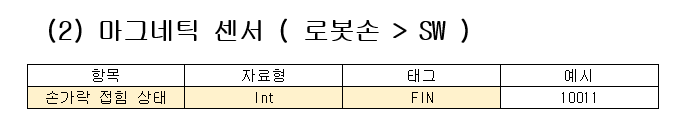 (2) 마그네틱 센서 ( 로봇손 > SW )
항목 자료형 태그 예시
손가락 접힘 상태 Int FIN 10011